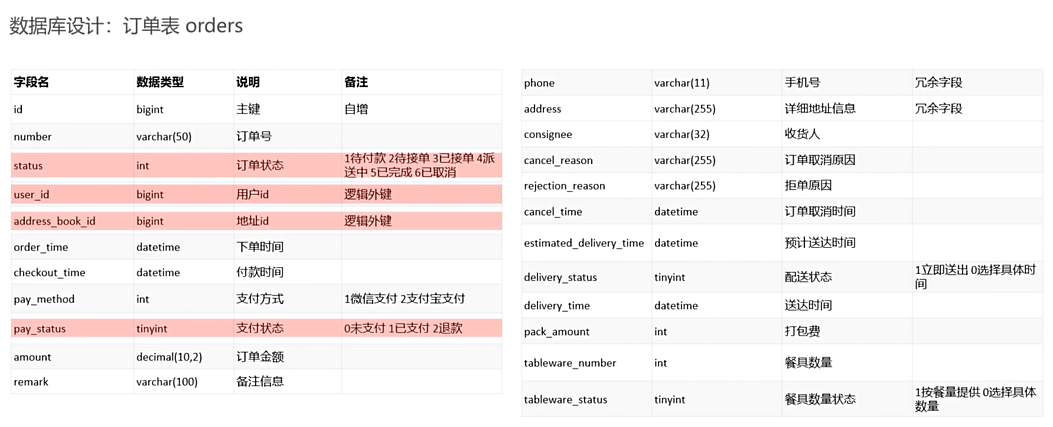 数据库设计：订单表 orders
字段名 数据类型 说明 备注
id bigint 主键 自增
number varchar(50) 订单号
status int 订单状态 1待付款 2待接单 3已接单 4派
送中 5已完成 6已取消
user_id bigint 用户id 逻辑外键
address_book_id bigint 地址id 逻辑外键
order_time datetime 下单时间
checkout_time datetime 付款时间
pay_method int 支付方式 1微信支付 2支付宝支付
pay_status tinyint 支付状态 0未支付 1已支付 2退款
amount decimal(10,2) 订单金额
remark varchar(100) 备注信息
phone varchar(11) 手机号 冗余字段
address varchar(255) 详细地址信息 冗余字段
consignee varchar(32) 收货人
cancel_reason varchar(255) 订单取消原因
rejection_reason varchar(255) 拒单原因
cancel_time datetime 订单取消时间
estimated_delivery_time datetime 预计送达时间
delivery_status tinyint 配送状态 1立即送出 0选择具体时
间
delivery_time datetime 送达时间
pack_amount int 打包费
tableware_number int 餐具数量
tableware_status tinyint 餐具数量状态 1按餐量提供 0选择具体
数量